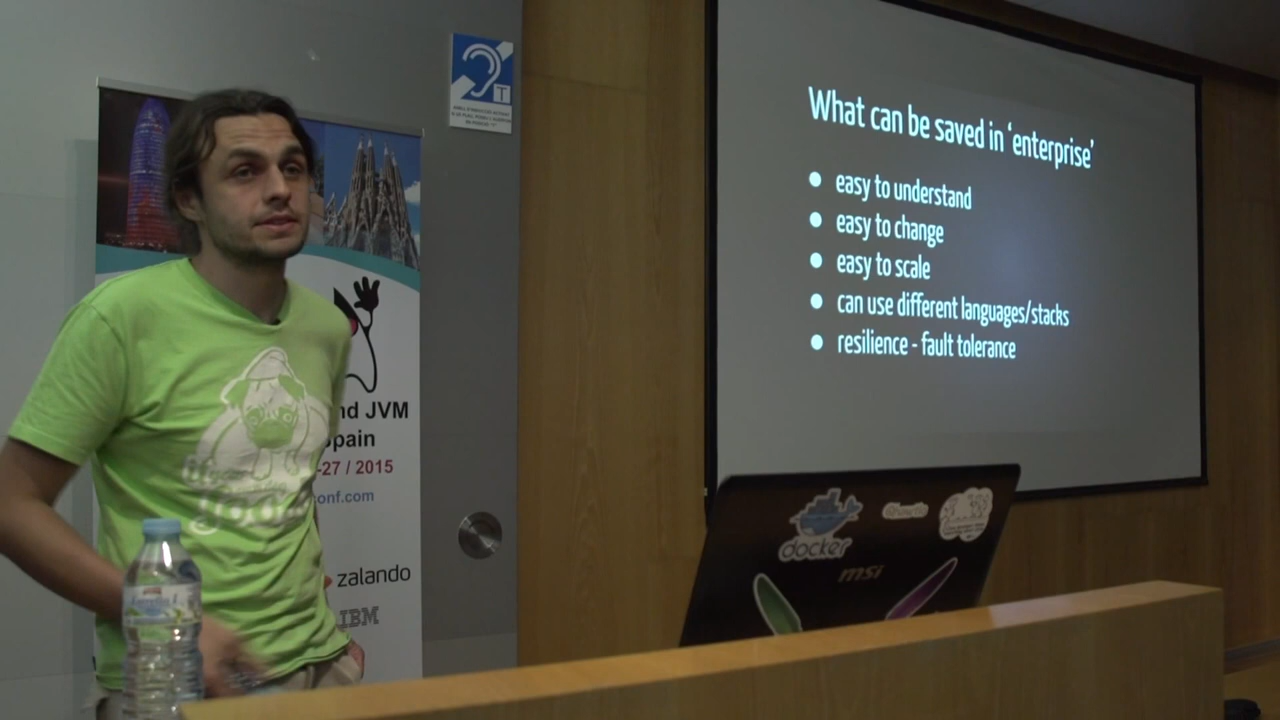 What can be saved in 'enterprise'
easy to understand
easy to change
easy to scale
can use different languages/stacks
resilience - fault tolerance
T
nd JVM
pain
-27 / 2015
onf.com
zalando
IBM
docker
msi